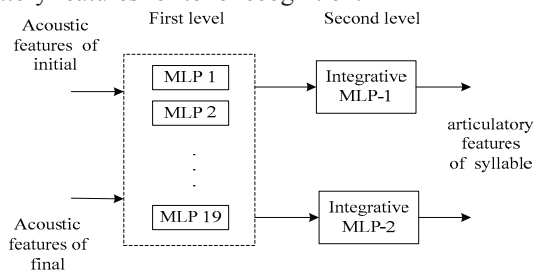 First level
Second level
Acoustic
features of
initial
MLP 1
MLP 2
.
.
.
MLP 19
Integrative
MLP-1
articulatory
features
of syllable
Acoustic
features of
final
Integrative
MLP-2